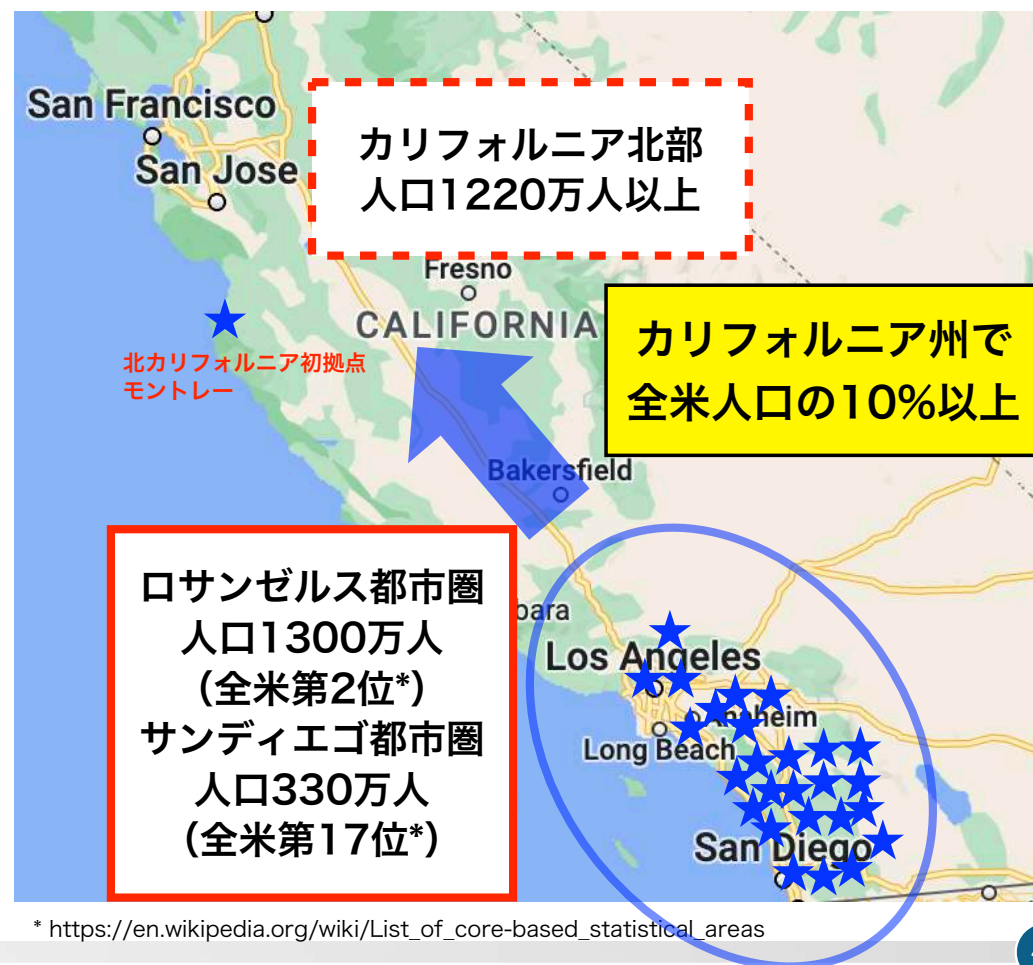 San Francisco
San Jose
カリフォルニア北部
人口1220万人以上
Fresno
CALIFORNIA
カリフォルニア州で
全米人口の10%以上
北カリフォルニア初拠点
モントレー
Bakersfield
ロサンゼルス都市圏
人口1300万人
（全米第2位*）
サンディエゴ都市圏
人口330万人
（全米第17位*）
bara
Los Angeles
Anaheim
Long Beach
San Diego
* https://en.wikipedia.org/wiki/List_of_core-based_statistical_areas